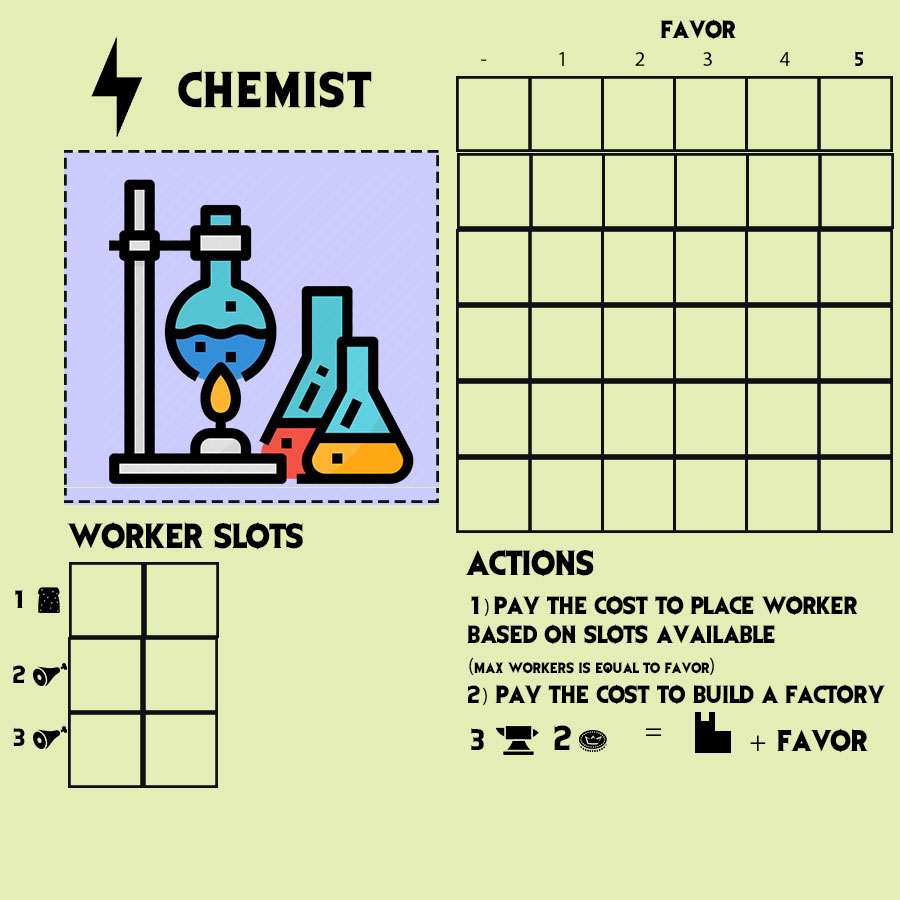 CHEMIST
FAVOR
- 1 2 3 4 5
WORKER SLOTS
1
2
3
ACTIONS
1) PAY THE COST TO PLACE WORKER
BASED ON SLOTS AVAILABLE
(MAX WORKERS IS EQUAL TO FAVOR)
2) PAY THE COST TO BUILD A FACTORY
3 2 = + FAVOR